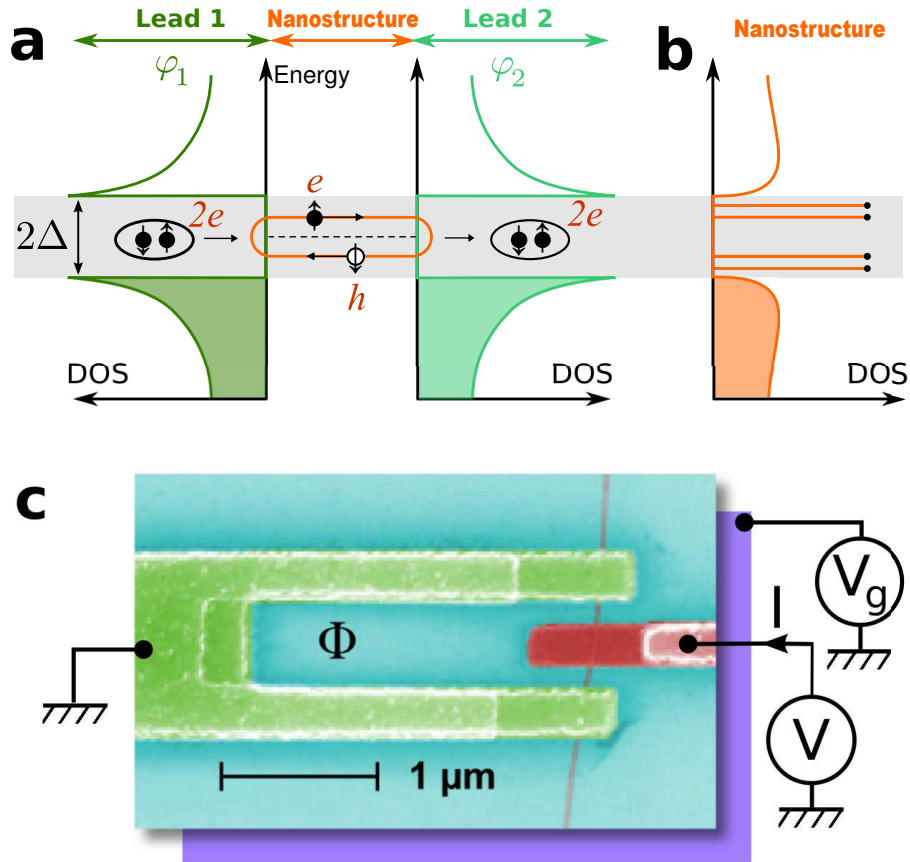 a
Lead 1
Nanostructure
Lead 2
φ₁
Energy
φ₂
2Δ
2e
e
h
2e
DOS
DOS
b
Nanostructure
DOS
c
Φ
1 μm
I
V
Vg